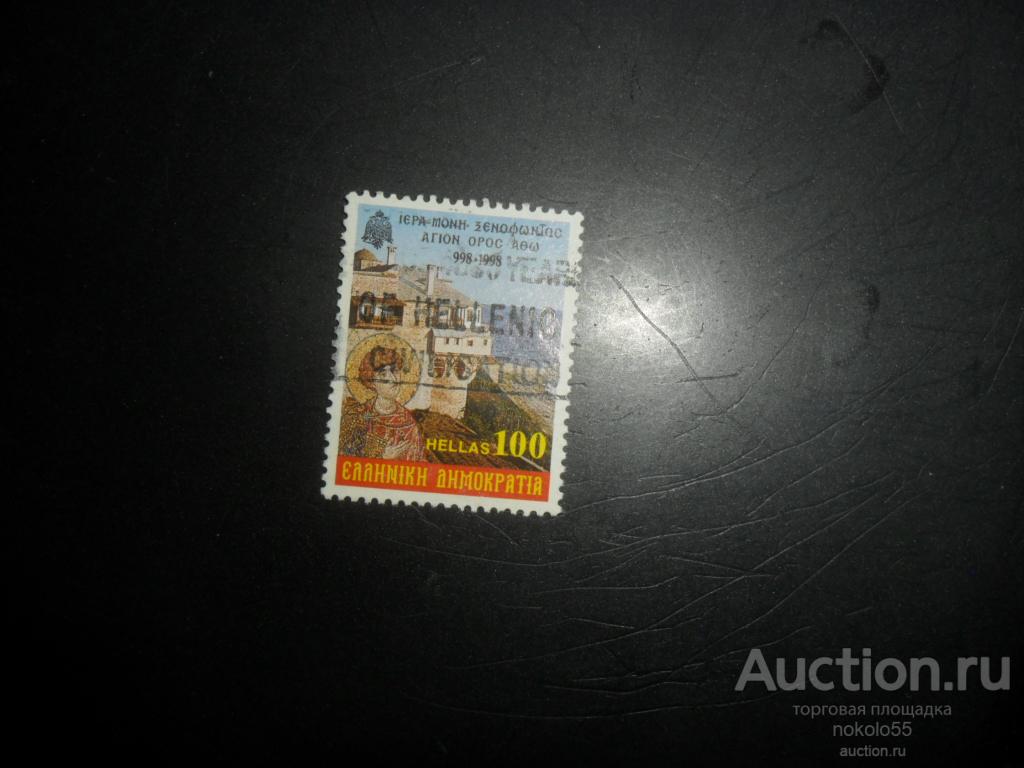 ΙΕΡΑ ΜΟΝΗ ΞΕΝΟΦΩΝΤΟΣ
ΑΓΙΟΝ ΟΡΟΣ ΑΘΩ
998-1998
YEARS
OF HELLENIC
HELLAS 100
ΕΛΛΗΝΙΚΗ ΔΗΜΟΚΡΑΤΙΑ
Auction.ru
торговая площадка
nokolo55
auction.ru